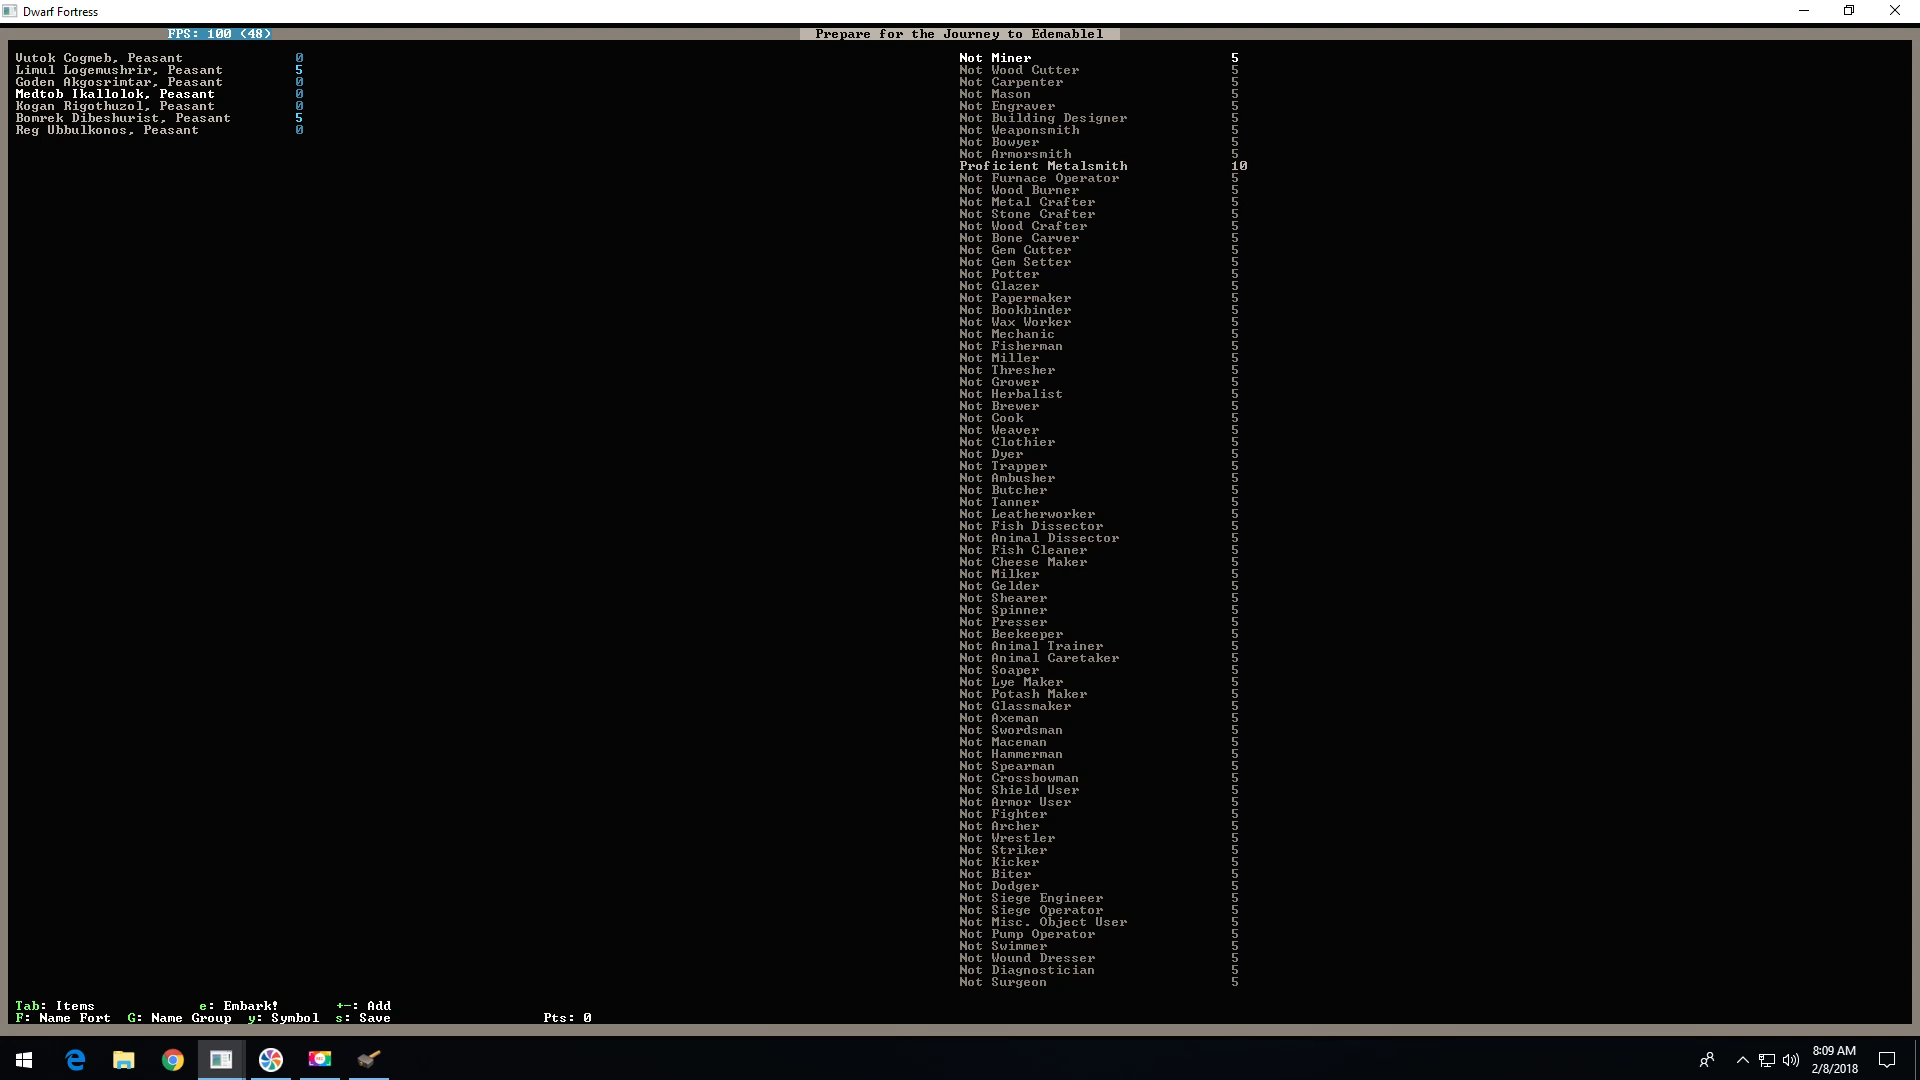 Dwarf Fortress
FPS: 100 (48)
Prepare for the Journey to Edemablel
Vutok Cogmeb, Peasant 0
Limul Logemushrir, Peasant 5
Goden Akgosrimtar, Peasant 0
Medtob Ikallolok, Peasant 0
Kogan Rigothuzol, Peasant 0
Bomrek Dibeshurist, Peasant 5
Reg Ubbulkonos, Peasant 0
Not Miner 5
Not Wood Cutter 5
Not Carpenter 5
Not Mason 5
Not Engraver 5
Not Building Designer 5
Not Weaponsmith 5
Not Bowyer 5
Not Armorsmith 5
Proficient Metalsmith 10
Not Furnace Operator 5
Not Wood Burner 5
Not Metal Crafter 5
Not Stone Crafter 5
Not Wood Crafter 5
Not Bone Carver 5
Not Gem Cutter 5
Not Gem Setter 5
Not Potter 5
Not Glazer 5
Not Papermaker 5
Not Bookbinder 5
Not Wax Worker 5
Not Mechanic 5
Not Fisherman 5
Not Miller 5
Not Thresher 5
Not Grower 5
Not Herbalist 5
Not Brewer 5
Not Cook 5
Not Weaver 5
Not Clothier 5
Not Dyer 5
Not Trapper 5
Not Ambusher 5
Not Butcher 5
Not Tanner 5
Not Leatherworker 5
Not Fish Dissector 5
Not Animal Dissector 5
Not Fish Cleaner 5
Not Cheese Maker 5
Not Milker 5
Not Gelder 5
Not Shearer 5
Not Spinner 5
Not Presser 5
Not Beekeeper 5
Not Animal Trainer 5
Not Animal Caretaker 5
Not Soaper 5
Not Lye Maker 5
Not Potash Maker 5
Not Glassmaker 5
Not Axeman 5
Not Swordsman 5
Not Maceman 5
Not Hammerman 5
Not Spearman 5
Not Crossbowman 5
Not Shield User 5
Not Armor User 5
Not Fighter 5
Not Archer 5
Not Wrestler 5
Not Striker 5
Not Kicker 5
Not Biter 5
Not Dodger 5
Not Siege Engineer 5
Not Siege Operator 5
Not Misc. Object User 5
Not Pump Operator 5
Not Swimmer 5
Not Wound Dresser 5
Not Diagnostician 5
Not Surgeon 5
Tab: Items e: Embark! +-: Add
F: Name Fort G: Name Group y: Symbol s: Save Pts: 0
8:09 AM
2/8/2018